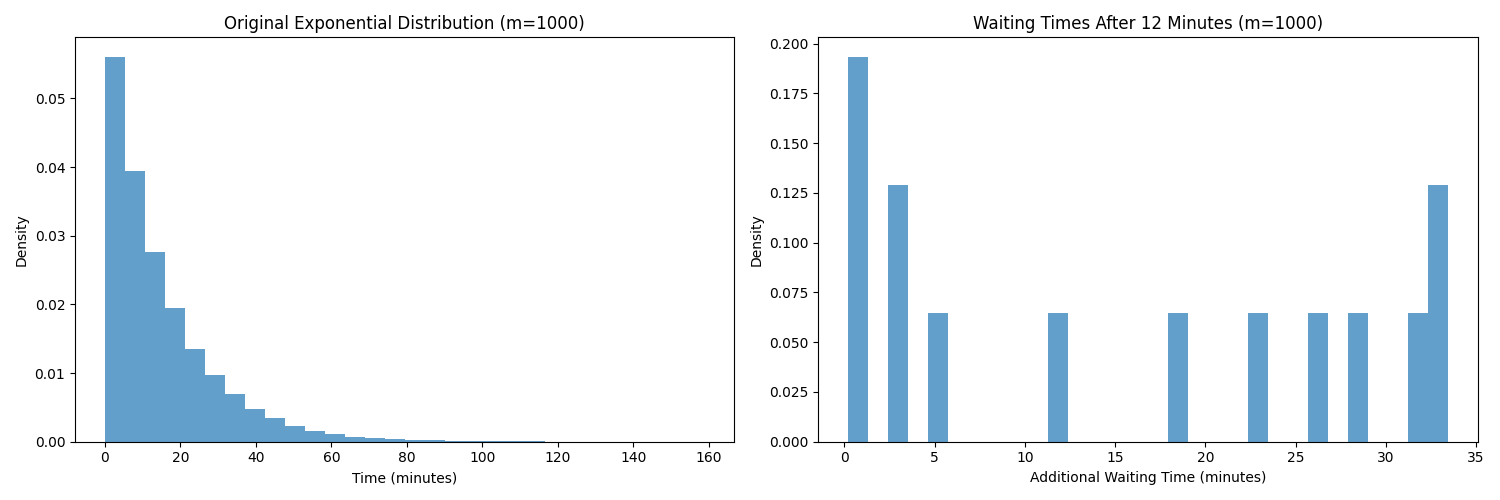 Original Exponential Distribution (m=1000)
Density
0.05
0.04
0.03
0.02
0.01
0.00
0 20 40 60 80 100 120 140 160
Time (minutes)
Waiting Times After 12 Minutes (m=1000)
Density
0.200
0.175
0.150
0.125
0.100
0.075
0.050
0.025
0.000
0 5 10 15 20 25 30 35
Additional Waiting Time (minutes)